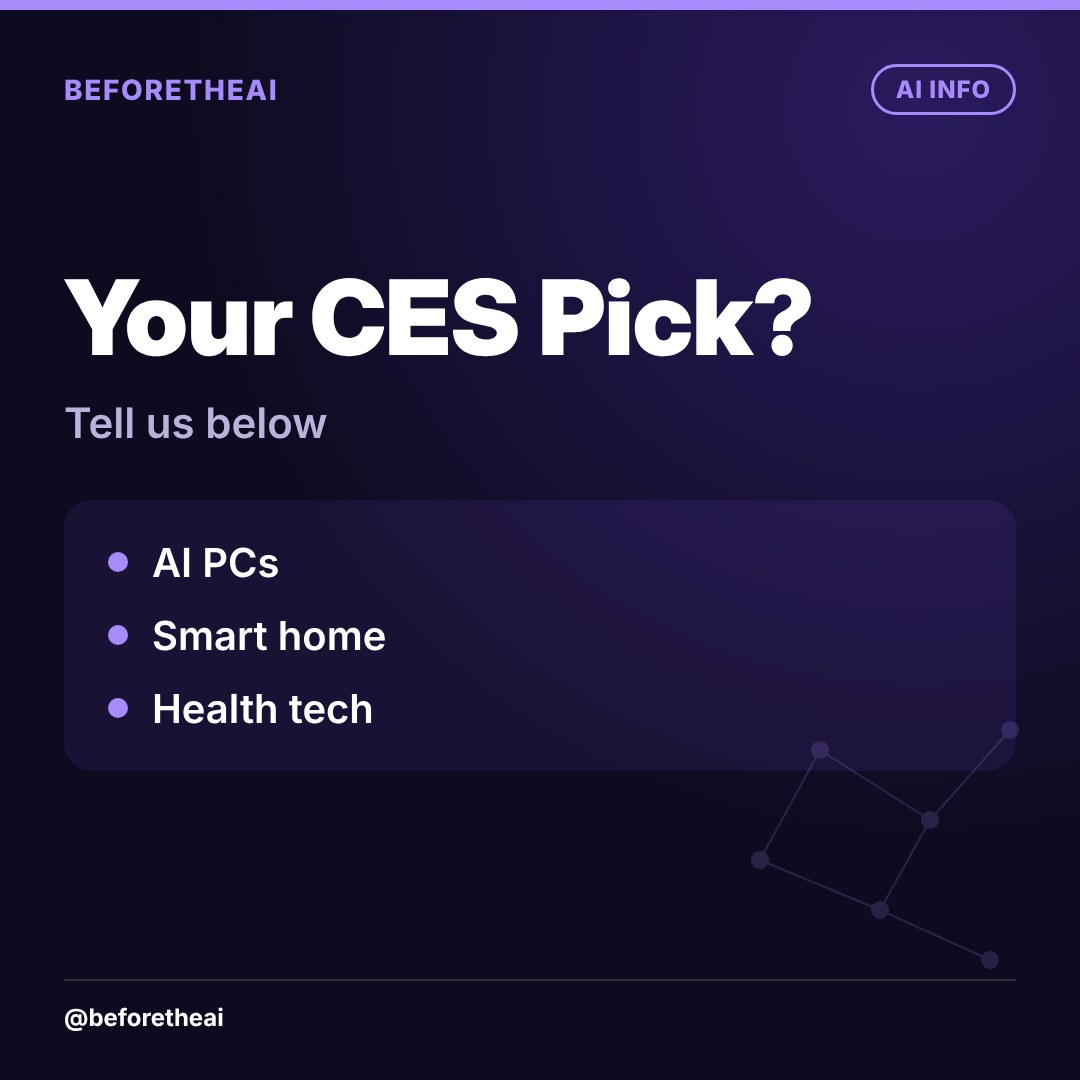 BEFORETHEAI
AI INFO
Your CES Pick?
Tell us below
AI PCs
Smart home
Health tech
@beforetheai